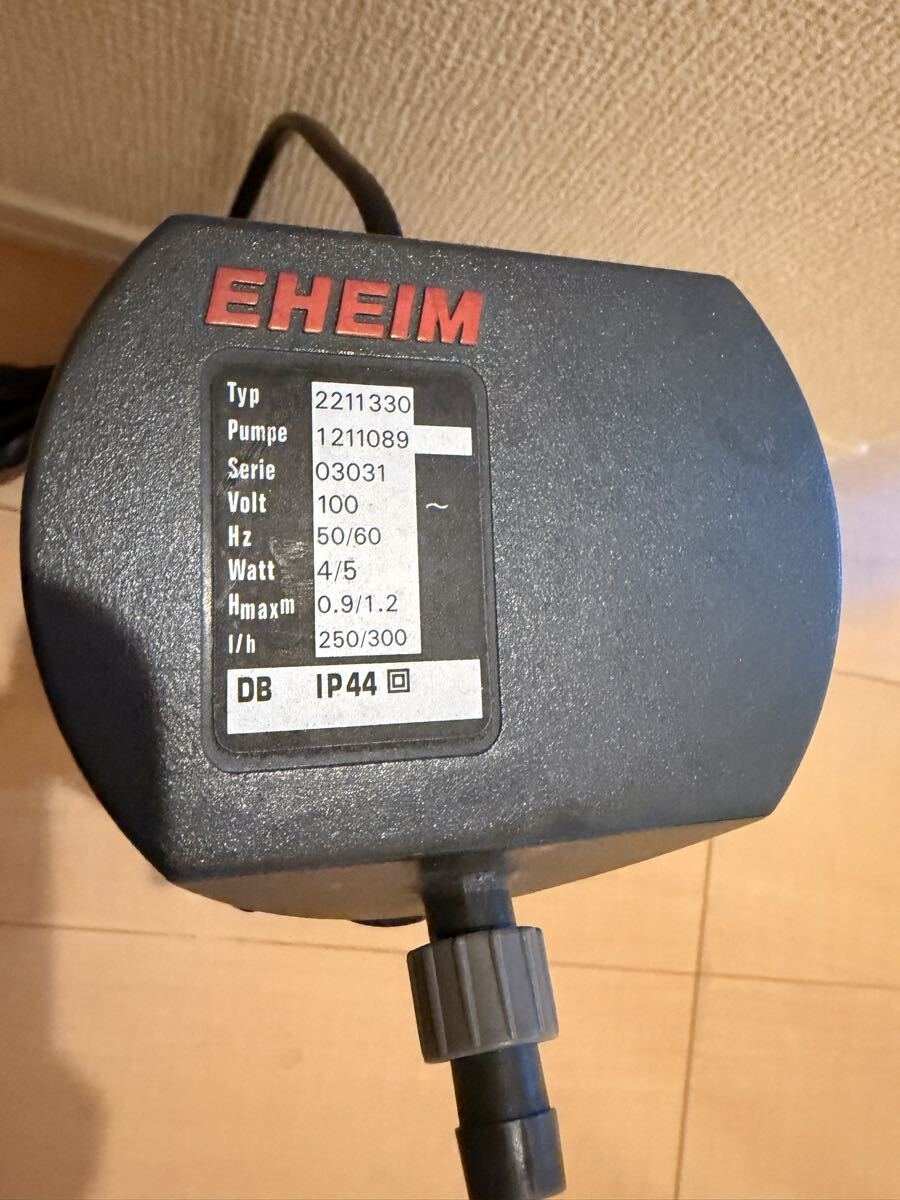 EHEIM
Typ 2211330
Pumpe 1211089
Serie 03031
Volt 100 ~
Hz 50/60
Watt 4/5
Hmaxm 0.9/1.2
l/h 250/300
DB IP44